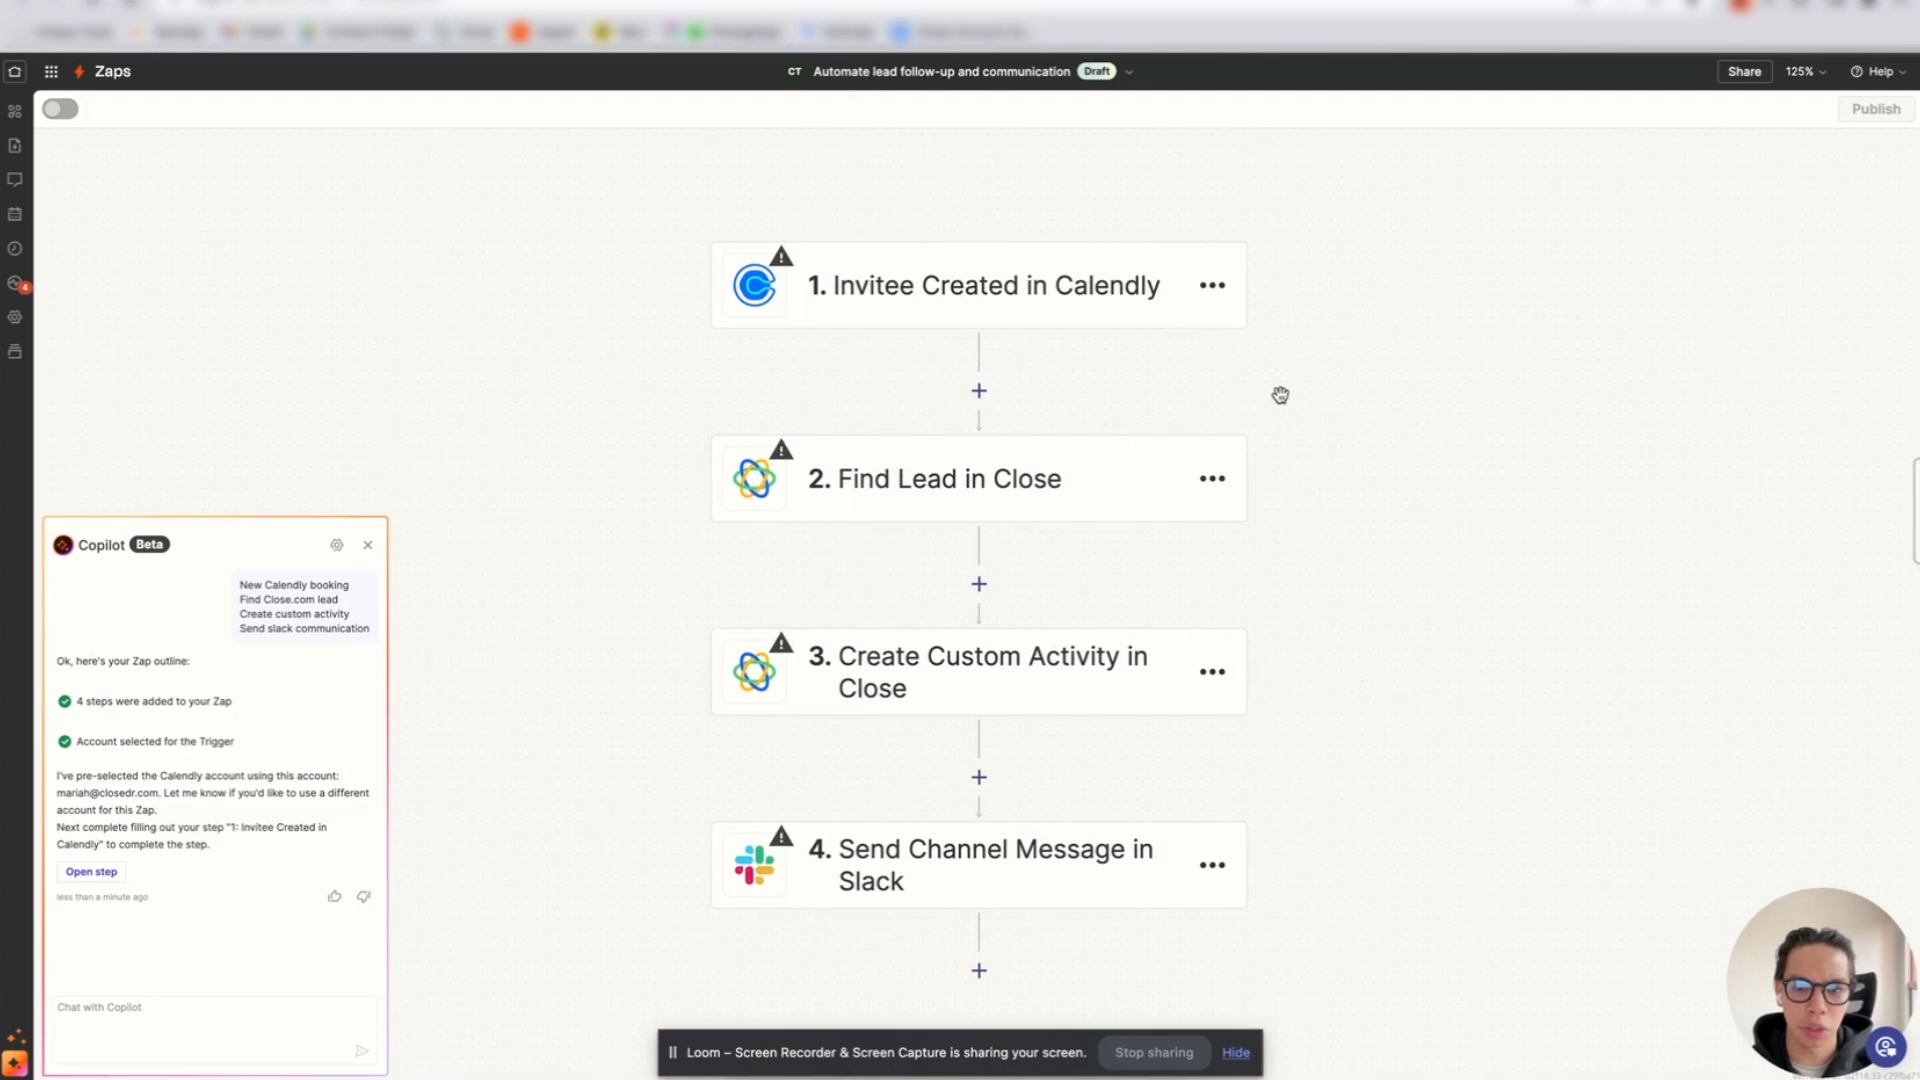 Zaps
CT Automate lead follow-up and communication Draft
Share
125%
Help
Publish
4
1. Invitee Created in Calendly
2. Find Lead in Close
3. Create Custom Activity in
Close
4. Send Channel Message in
Slack
Copilot Beta
New Calendly booking
Find Close.com lead
Create custom activity
Send slack communication
Ok, here's your Zap outline:
4 steps were added to your Zap
Account selected for the Trigger
I've pre-selected the Calendly account using this account:
mariah@closedr.com. Let me know if you'd like to use a different
account for this Zap.
Next complete filling out your step "1: Invitee Created in
Calendly" to complete the step.
Open step
less than a minute ago
Chat with Copilot
Loom – Screen Recorder & Screen Capture is sharing your screen.
Stop sharing
Hide